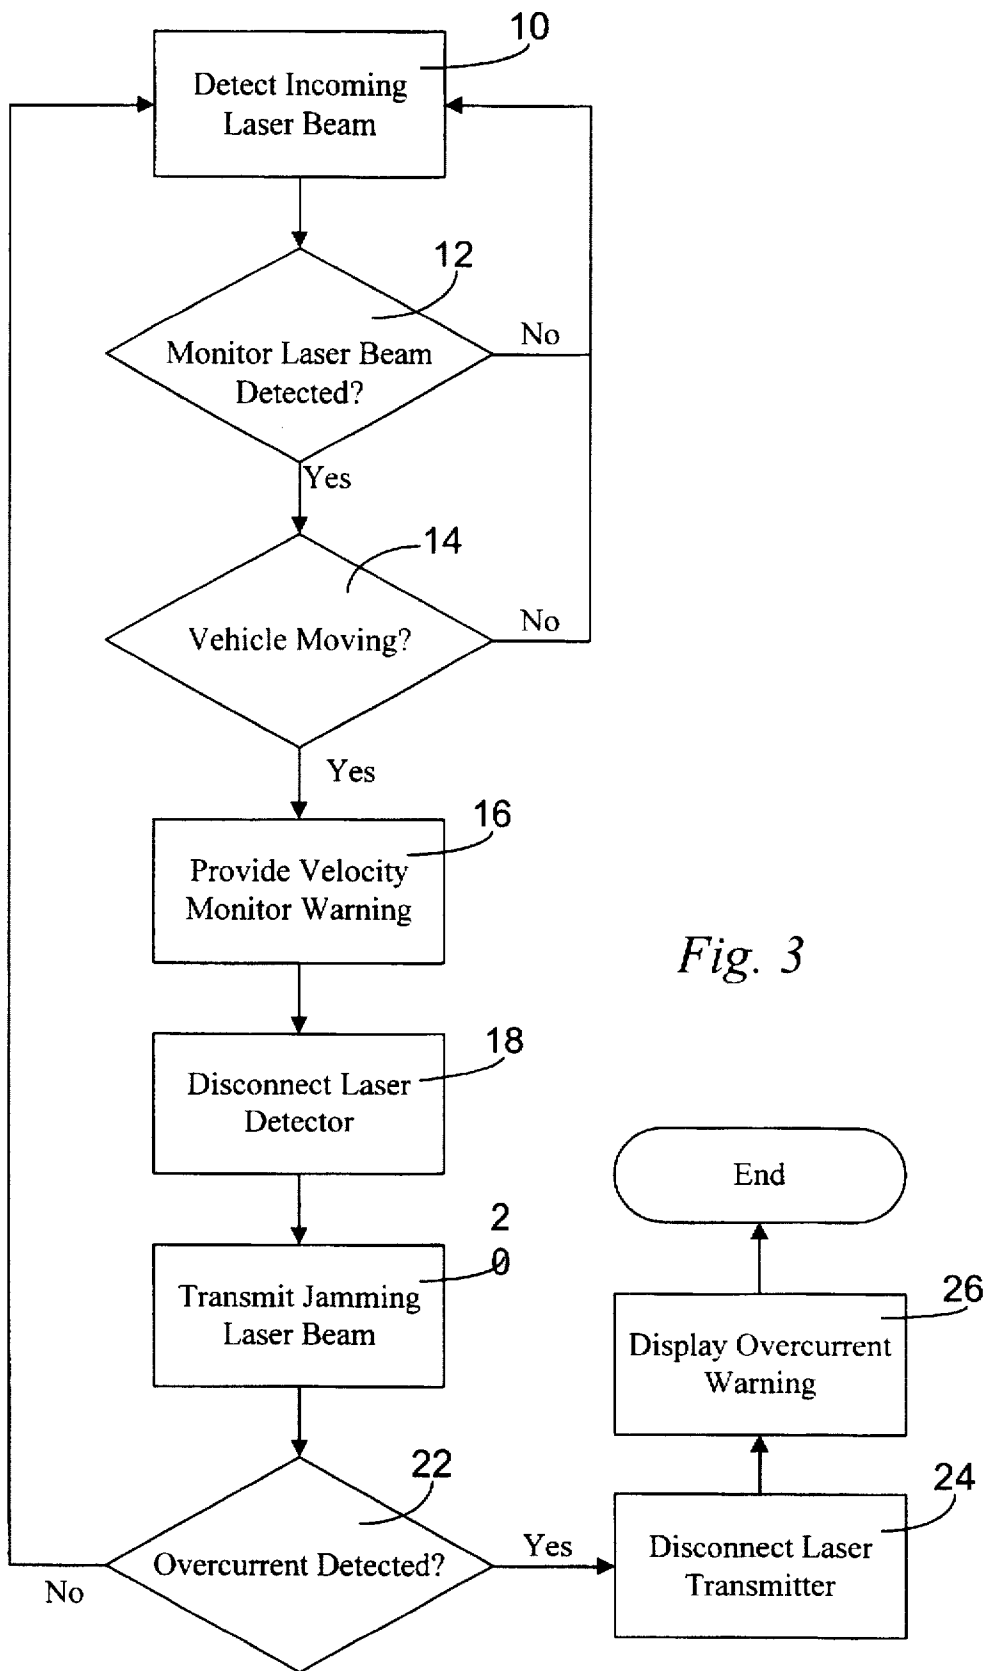 10
Detect Incoming
Laser Beam
12
Monitor Laser Beam
Detected?
No
Yes
14
Vehicle Moving?
No
Yes
16
Provide Velocity
Monitor Warning
Fig. 3
18
Disconnect Laser
Detector
End
2
0
Transmit Jamming
Laser Beam
26
Display Overcurrent
Warning
22
Overcurrent Detected?
No
Yes
24
Disconnect Laser
Transmitter